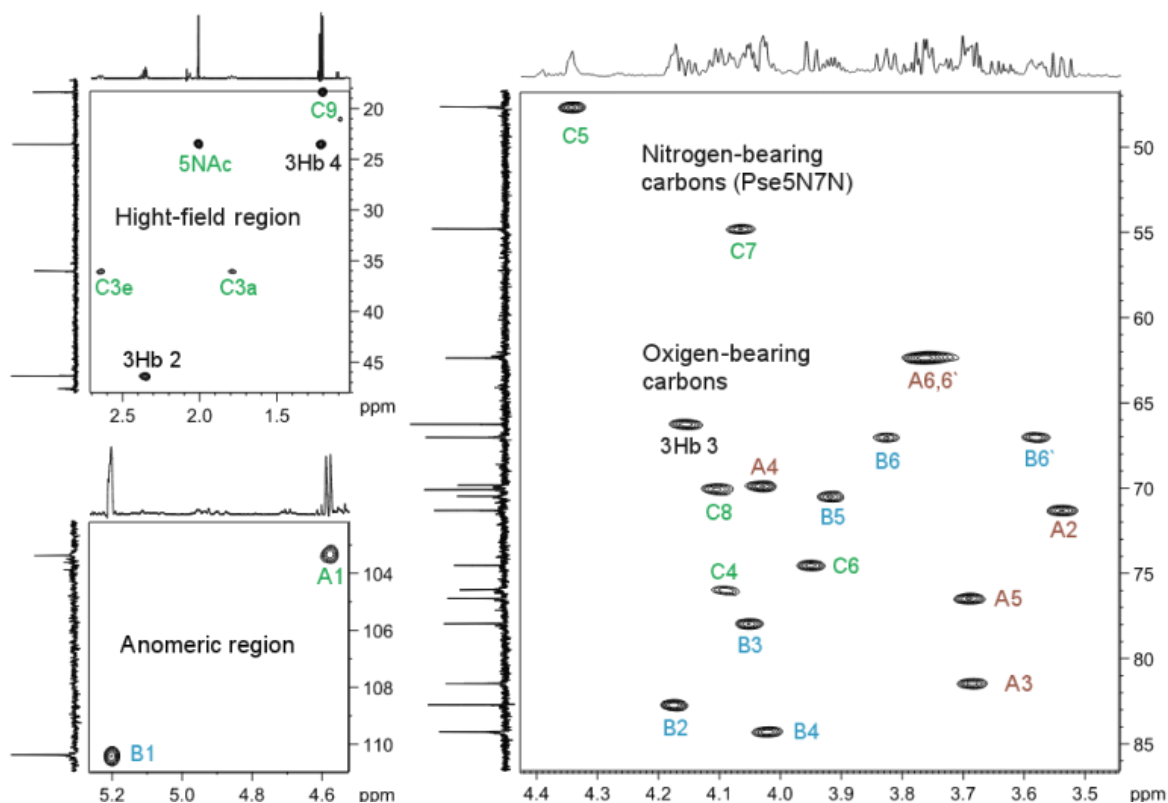 C9
20
5NAc
3Hb 4
25
Hight-field region
30
C3e
C3a
35
40
3Hb 2
45
2.5 2.0 1.5 ppm
A1
104
Anomeric region
106
108
B1
110
5.2 5.0 4.8 4.6 ppm
C5
Nitrogen-bearing
carbons (Pse5N7N)
50
C7
55
60
Oxigen-bearing
carbons
A6,6`
65
3Hb 3
B6
B6`
A4
70
C8
B5
A2
C4
C6
75
A5
B3
80
A3
B2
B4
85
4.4 4.3 4.2 4.1 4.0 3.9 3.8 3.7 3.6 3.5 ppm